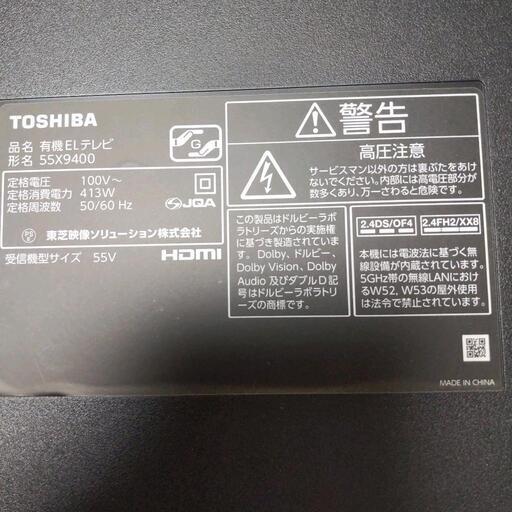 TOSHIBA
品名 有機ELテレビ
形名 55X9400
定格電圧 100V~
定格消費電力 413W
定格周波数 50/60 Hz
JQA
PS
E
東芝映像ソリューション株式会社
受信機型サイズ 55V
HDMI
G
警告
高圧注意
サービスマン以外の方は裏ぶたをあけ
ないでください。内部には高電圧部分が
数多くあり、万一さわると危険です。
この製品はドルビーラボ
ラトリーズからの実施権
に基づき製造されていま
す。Dolby、ドルビー、
Dolby Vision、Dolby
Audio 及びダブルD 記
号はドルビーラボラトリ
ーズの商標です。
2.4DS/OF4
2.4FH2/XX8
本機には電波法に基づく無
線設備が内蔵されています。
5GHz帯の無線LANにおけ
るW52、W53の屋外使用
は法令で禁止されています。
MADE IN CHINA